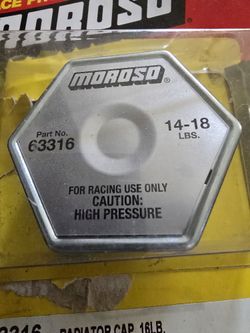 MOROSO
MOROSO®
Part No.
63316
14-18
LBS.
FOR RACING USE ONLY
CAUTION:
HIGH PRESSURE
RADIATOR CAP, 16LB.